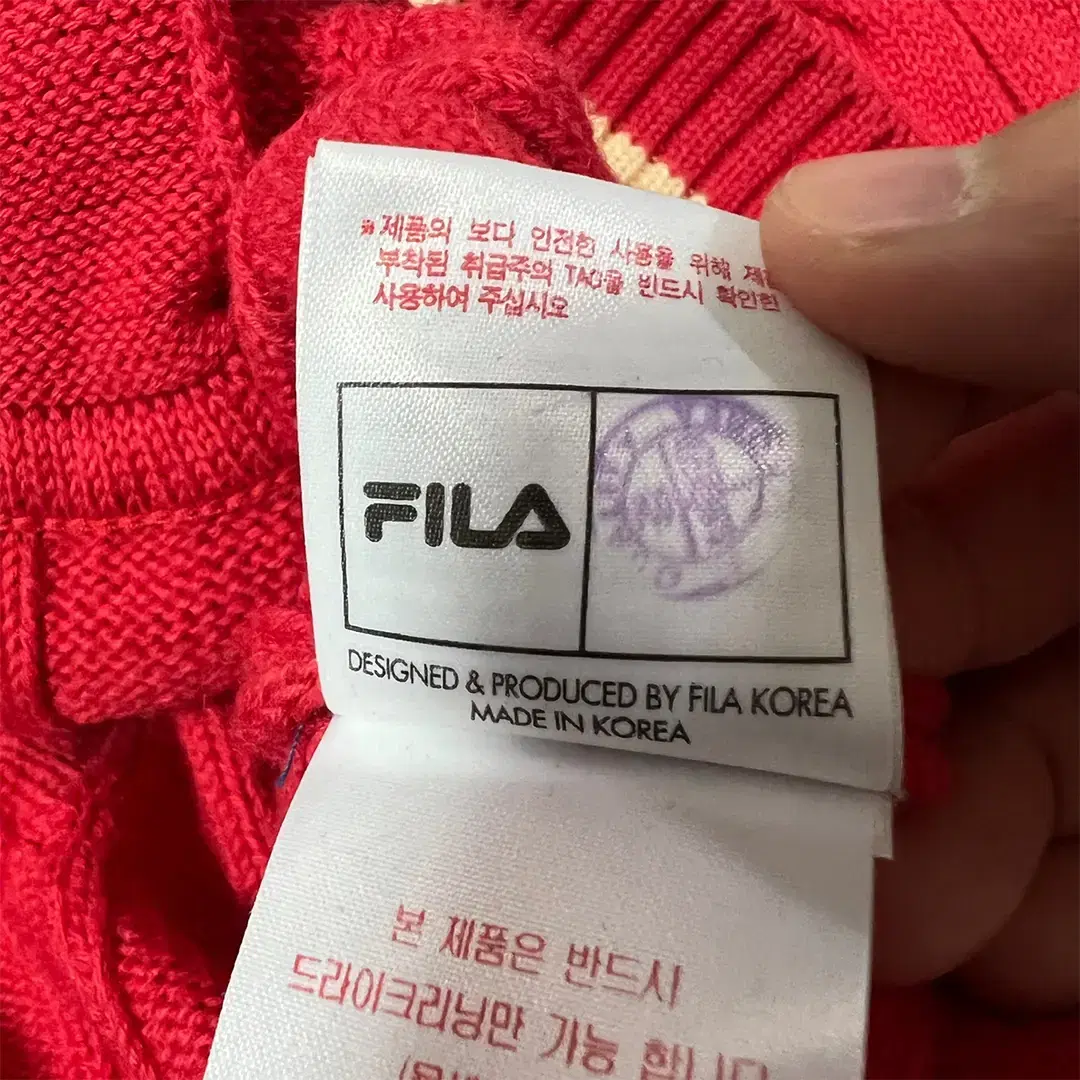 ※제품의 보다 안전한 사용을 위해
부착된 취급주의 TAG을 반드시 확인한
사용하여 주십시오
FILA
DESIGNED & PRODUCED BY FILA KOREA
MADE IN KOREA
본 제품은 반드시
드라이크리닝만 가능 합니다